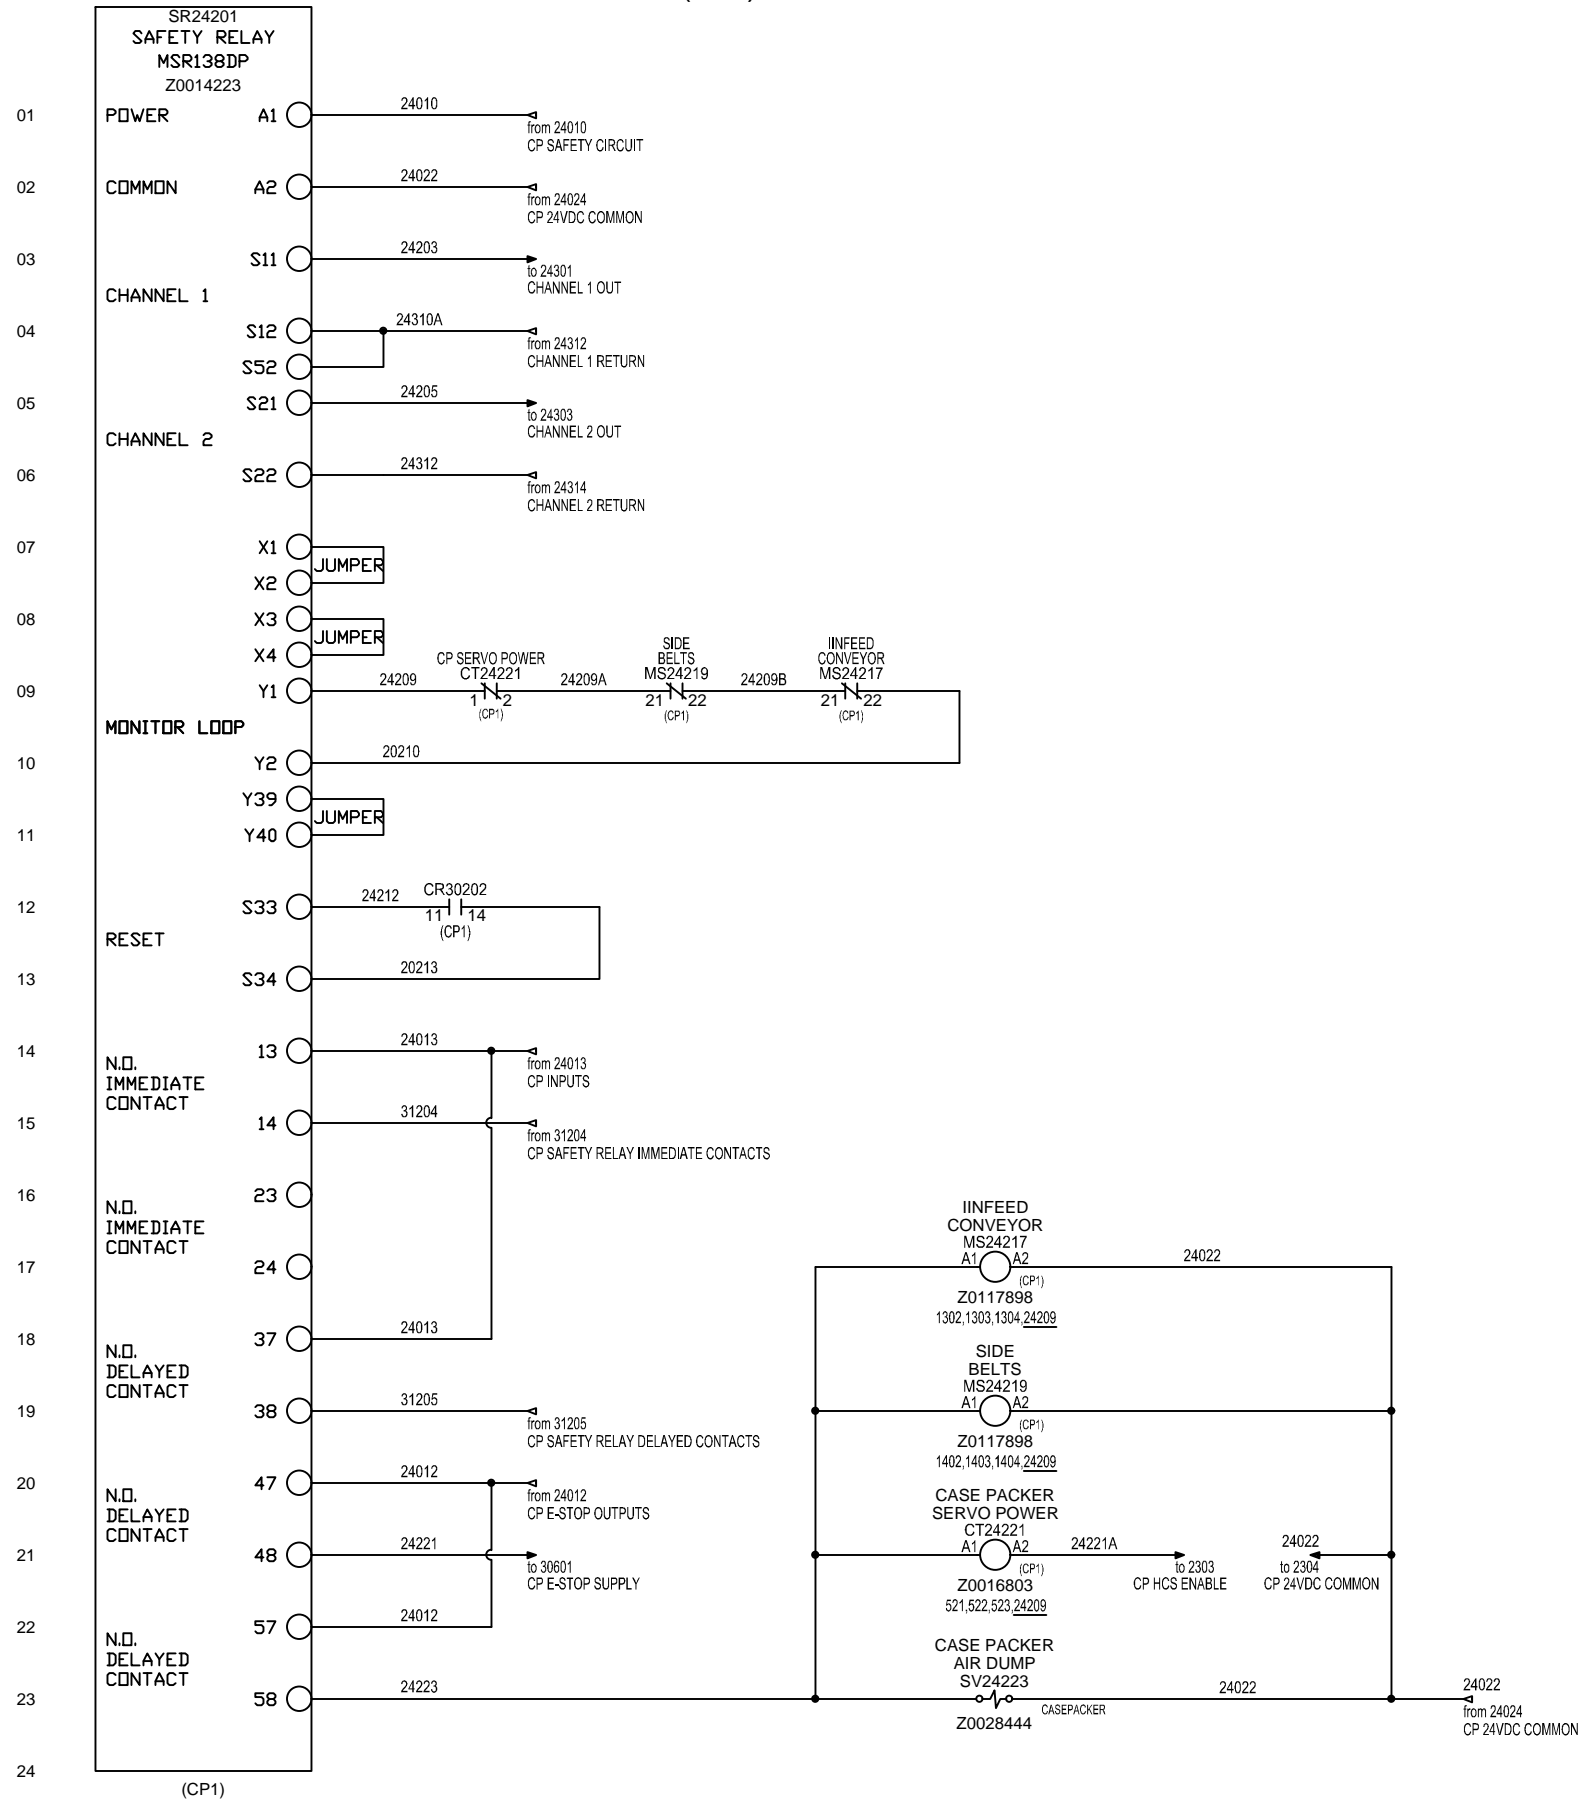 SR24201
SAFETY RELAY
MSR138DP
Z0014223
01 POWER A1 24010
from 24010
CP SAFETY CIRCUIT
02 COMMON A2 24022
from 24024
CP 24VDC COMMON
03 S11 24203
to 24301
CHANNEL 1 OUT
CHANNEL 1
04 S12 24310A
from 24312
CHANNEL 1 RETURN
S52
05 S21 24205
to 24303
CHANNEL 2 OUT
CHANNEL 2
06 S22 24312
from 24314
CHANNEL 2 RETURN
07 X1
JUMPER
X2
08 X3
JUMPER
X4
CP SERVO POWER
CT24221
1 2
(CP1)
SIDE
BELTS
MS24219
21 22
(CP1)
IINFEED
CONVEYOR
MS24217
21 22
(CP1)
09 Y1 24209 24209A 24209B
MONITOR LOOP
10 Y2 20210
Y39
JUMPER
11 Y40
12 S33 24212
CR30202
11 14
(CP1)
RESET
13 S34 20213
14 13 24013
from 24013
CP INPUTS
N.O.
IMMEDIATE
CONTACT
15 14 31204
from 31204
CP SAFETY RELAY IMMEDIATE CONTACTS
16 23
N.O.
IMMEDIATE
CONTACT
17 24
IINFEED
CONVEYOR
MS24217
A1 A2 24022
(CP1)
Z0117898
1302,1303,1304,24209
18 37 24013
N.O.
DELAYED
CONTACT
19 38 31205
from 31205
CP SAFETY RELAY DELAYED CONTACTS
SIDE
BELTS
MS24219
A1 A2
(CP1)
Z0117898
1402,1403,1404,24209
20 47 24012
from 24012
CP E-STOP OUTPUTS
N.O.
DELAYED
CONTACT
21 48 24221
to 30601
CP E-STOP SUPPLY
CASE PACKER
SERVO POWER
CT24221
A1 A2 24221A
(CP1)
to 2303
CP HCS ENABLE
24022
to 2304
CP 24VDC COMMON
Z0016803
521,522,523,24209
22 57 24012
N.O.
DELAYED
CONTACT
23 58 24223
CASE PACKER
AIR DUMP
SV24223
CASEPACKER
Z0028444
24022
24022
from 24024
CP 24VDC COMMON
24
(CP1)